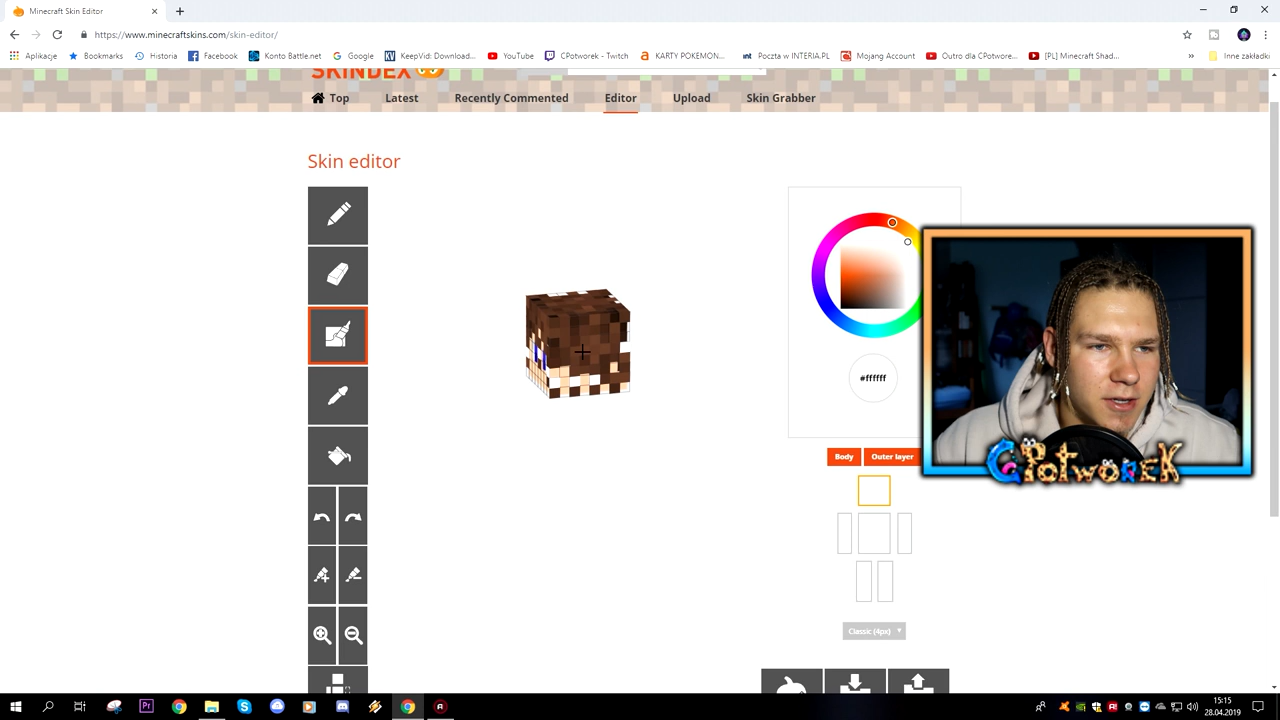 Minecraft Skin Editor
https://www.minecraftskins.com/skin-editor/
Aplikacje
Bookmarks
Historia
Facebook
Konto Battle.net
Google
KeepVid: Download...
YouTube
CPotworek - Twitch
KARTY POKEMON...
Poczta w INTERIA.PL
Mojang Account
Outro dla CPotwore...
[PL] Minecraft Shad...
»
Inne zakładki
SKINDEX
Top
Latest
Recently Commented
Editor
Upload
Skin Grabber
Skin editor
#ffffff
CPotworek
Body
Outer layer
Classic (4px)
15:15
28.04.2019